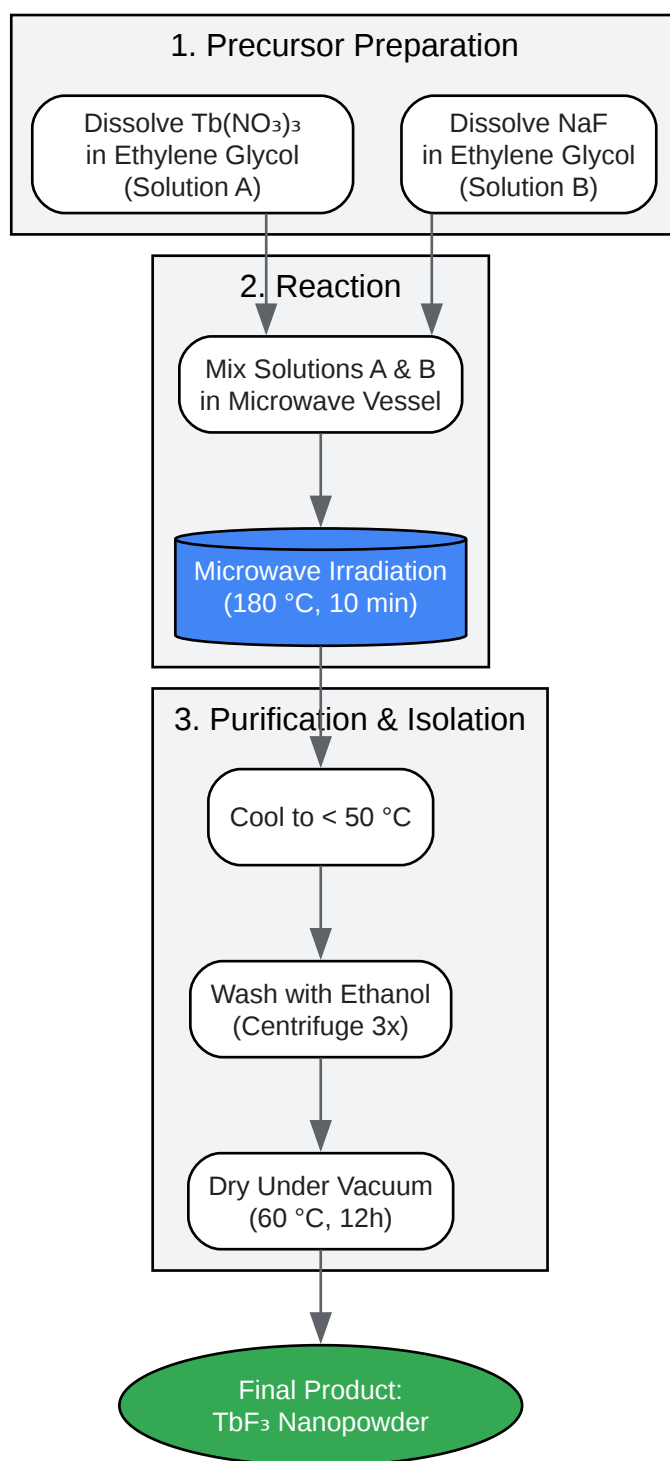 1. Precursor Preparation
Dissolve Tb(NO₃)₃
in Ethylene Glycol
(Solution A)
Dissolve NaF
in Ethylene Glycol
(Solution B)
2. Reaction
Mix Solutions A & B
in Microwave Vessel
Microwave Irradiation
(180 °C, 10 min)
3. Purification & Isolation
Cool to < 50 °C
Wash with Ethanol
(Centrifuge 3x)
Dry Under Vacuum
(60 °C, 12h)
Final Product:
TbF₃ Nanopowder